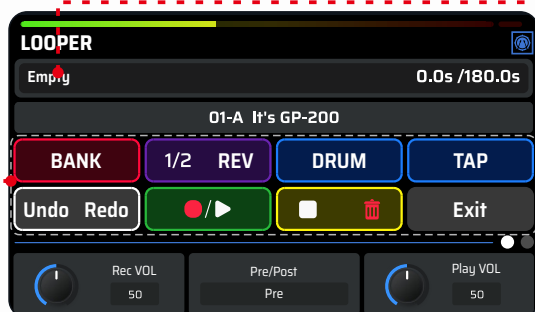 LOOPER
Empty 0.0s /180.0s
01-A It's GP-200
BANK 1/2 REV DRUM TAP
Undo Redo / Exit
Rec VOL Pre/Post Play VOL
50 Pre 50